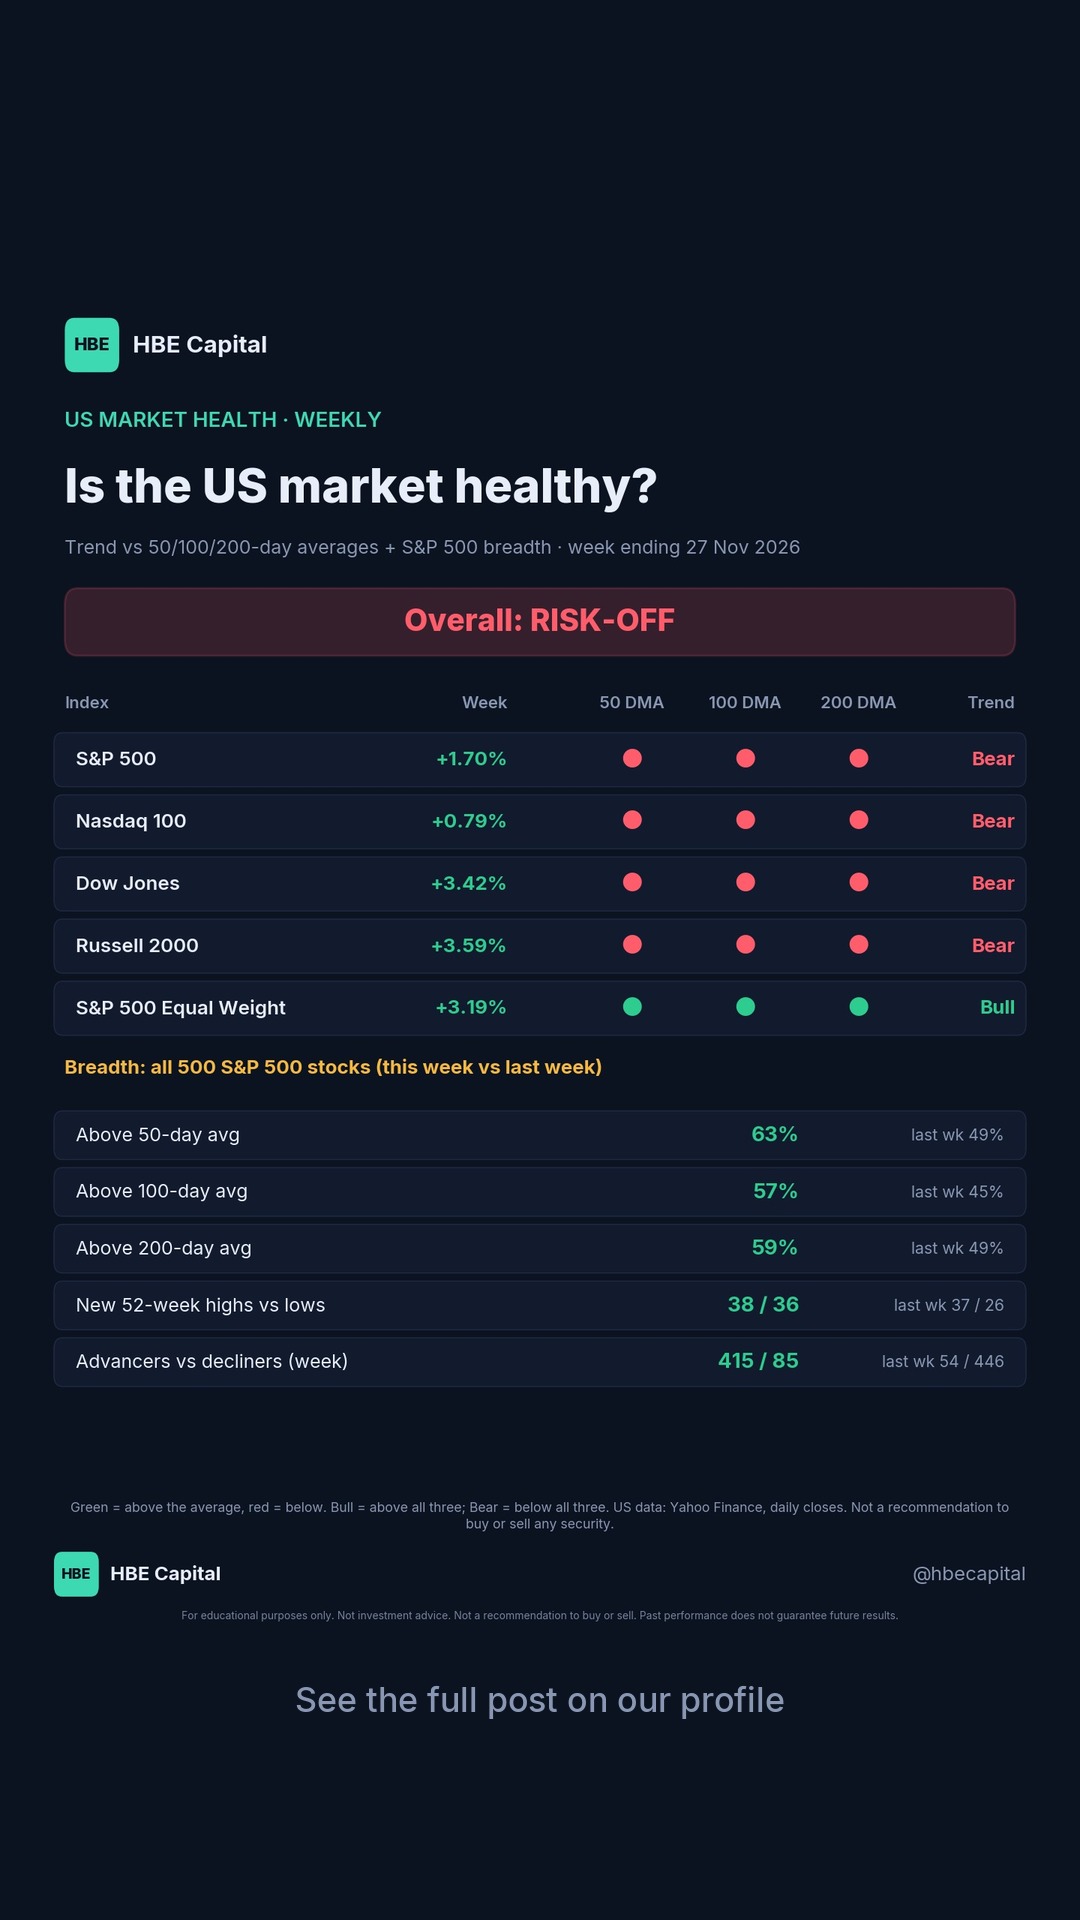 HBE HBE Capital
US MARKET HEALTH · WEEKLY
Is the US market healthy?
Trend vs 50/100/200-day averages + S&P 500 breadth · week ending 27 Nov 2026
Overall: RISK-OFF
Index Week 50 DMA 100 DMA 200 DMA Trend
S&P 500 +1.70% Bear
Nasdaq 100 +0.79% Bear
Dow Jones +3.42% Bear
Russell 2000 +3.59% Bear
S&P 500 Equal Weight +3.19% Bull
Breadth: all 500 S&P 500 stocks (this week vs last week)
Above 50-day avg 63% last wk 49%
Above 100-day avg 57% last wk 45%
Above 200-day avg 59% last wk 49%
New 52-week highs vs lows 38 / 36 last wk 37 / 26
Advancers vs decliners (week) 415 / 85 last wk 54 / 446
Green = above the average, red = below. Bull = above all three; Bear = below all three. US data: Yahoo Finance, daily closes. Not a recommendation to
buy or sell any security.
HBE HBE Capital @hbecapital
For educational purposes only. Not investment advice. Not a recommendation to buy or sell. Past performance does not guarantee future results.
See the full post on our profile